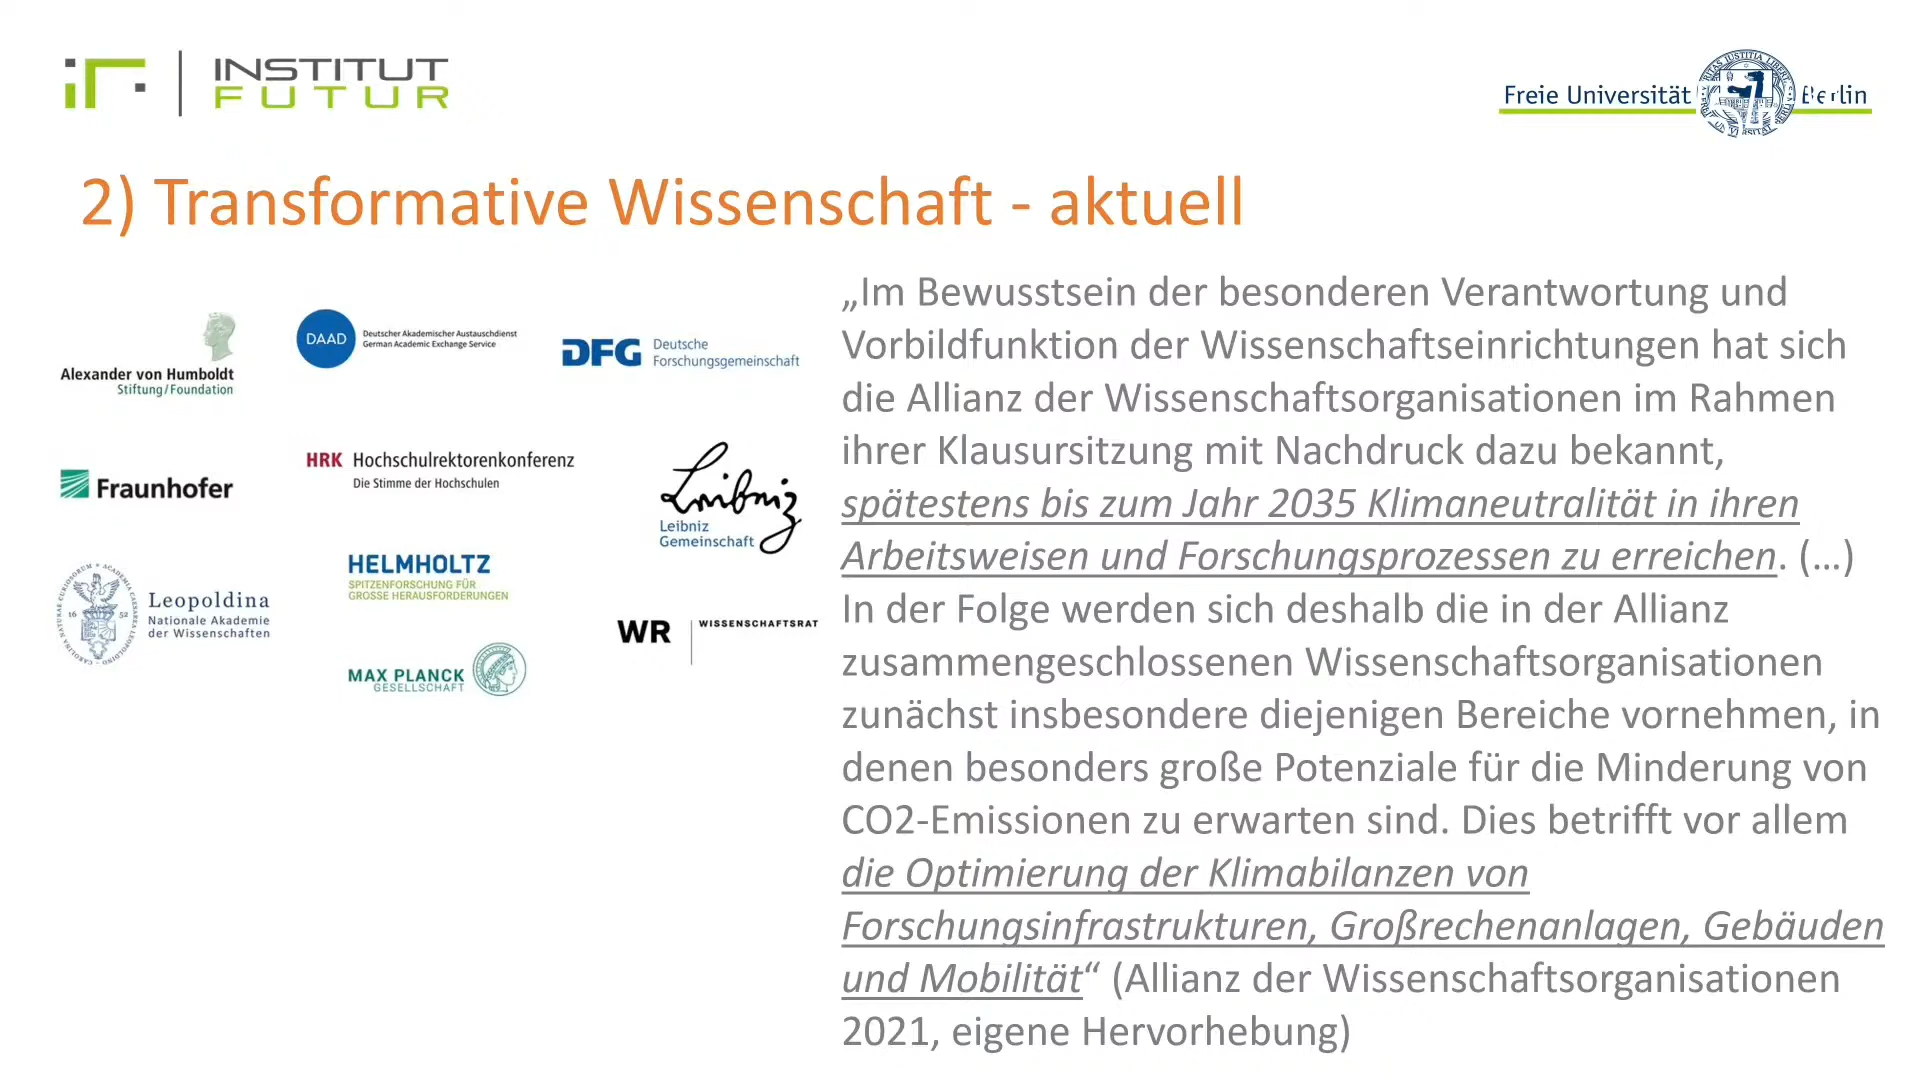 INSTITUT
FUTUR
Freie Universität Berlin
2) Transformative Wissenschaft - aktuell
Alexander von Humboldt
Stiftung/Foundation
DAAD
Deutscher Akademischer Austauschdienst
German Academic Exchange Service
DFG
Deutsche
Forschungsgemeinschaft
Fraunhofer
HRK Hochschulrektorenkonferenz
Die Stimme der Hochschulen
Leibniz
Leibniz
Gemeinschaft
Leopoldina
Nationale Akademie
der Wissenschaften
16 52
HELMHOLTZ
SPITZENFORSCHUNG FÜR
GROSSE HERAUSFORDERUNGEN
WR
WISSENSCHAFTSRAT
MAX PLANCK
GESELLSCHAFT
„Im Bewusstsein der besonderen Verantwortung und
Vorbildfunktion der Wissenschaftseinrichtungen hat sich
die Allianz der Wissenschaftsorganisationen im Rahmen
ihrer Klausursitzung mit Nachdruck dazu bekannt,
spätestens bis zum Jahr 2035 Klimaneutralität in ihren
Arbeitsweisen und Forschungsprozessen zu erreichen. (…)
In der Folge werden sich deshalb die in der Allianz
zusammengeschlossenen Wissenschaftsorganisationen
zunächst insbesondere diejenigen Bereiche vornehmen, in
denen besonders große Potenziale für die Minderung von
CO2-Emissionen zu erwarten sind. Dies betrifft vor allem
die Optimierung der Klimabilanzen von
Forschungsinfrastrukturen, Großrechenanlagen, Gebäuden
und Mobilität“ (Allianz der Wissenschaftsorganisationen
2021, eigene Hervorhebung)